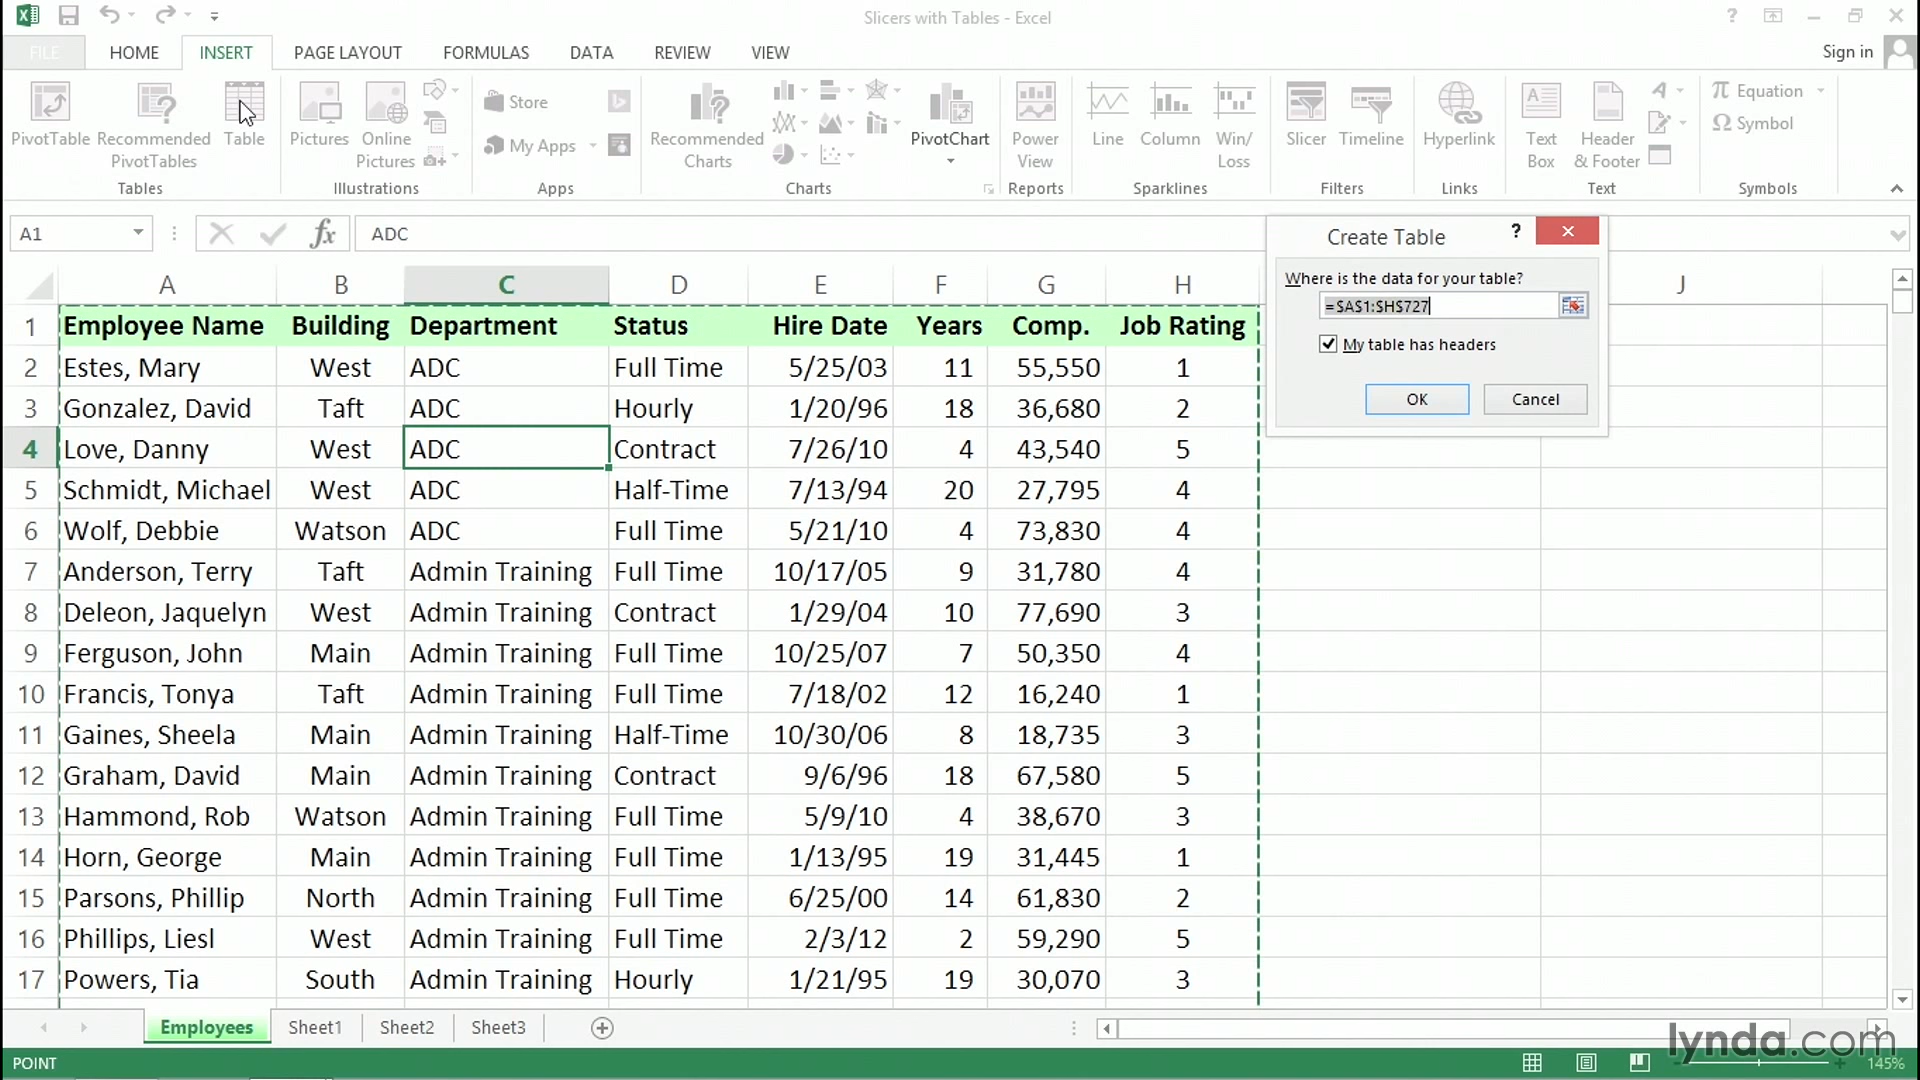 Slicers with Tables - Excel
FILE HOME INSERT PAGE LAYOUT FORMULAS DATA REVIEW VIEW Sign in
PivotTable Recommended PivotTables Table
Pictures Online Pictures
Store
My Apps
Recommended Charts
PivotChart
Power View
Line Column Win/Loss
Slicer Timeline
Hyperlink
Text Box Header & Footer
π Equation
Ω Symbol
Tables Illustrations Apps Charts Reports Sparklines Filters Links Text Symbols
A1 fx ADC
Create Table ?
Where is the data for your table?
=$A$1:$H$727
My table has headers
OK Cancel
A B C D E F G H J
1 Employee Name Building Department Status Hire Date Years Comp. Job Rating
2 Estes, Mary West ADC Full Time 5/25/03 11 55,550 1
3 Gonzalez, David Taft ADC Hourly 1/20/96 18 36,680 2
4 Love, Danny West ADC Contract 7/26/10 4 43,540 5
5 Schmidt, Michael West ADC Half-Time 7/13/94 20 27,795 4
6 Wolf, Debbie Watson ADC Full Time 5/21/10 4 73,830 4
7 Anderson, Terry Taft Admin Training Full Time 10/17/05 9 31,780 4
8 Deleon, Jaquelyn West Admin Training Contract 1/29/04 10 77,690 3
9 Ferguson, John Main Admin Training Full Time 10/25/07 7 50,350 4
10 Francis, Tonya Taft Admin Training Full Time 7/18/02 12 16,240 1
11 Gaines, Sheela Main Admin Training Half-Time 10/30/06 8 18,735 3
12 Graham, David Main Admin Training Contract 9/6/96 18 67,580 5
13 Hammond, Rob Watson Admin Training Full Time 5/9/10 4 38,670 3
14 Horn, George Main Admin Training Full Time 1/13/95 19 31,445 1
15 Parsons, Phillip North Admin Training Full Time 6/25/00 14 61,830 2
16 Phillips, Liesl West Admin Training Full Time 2/3/12 2 59,290 5
17 Powers, Tia South Admin Training Hourly 1/21/95 19 30,070 3
Employees Sheet1 Sheet2 Sheet3
lynda.com
POINT 145%